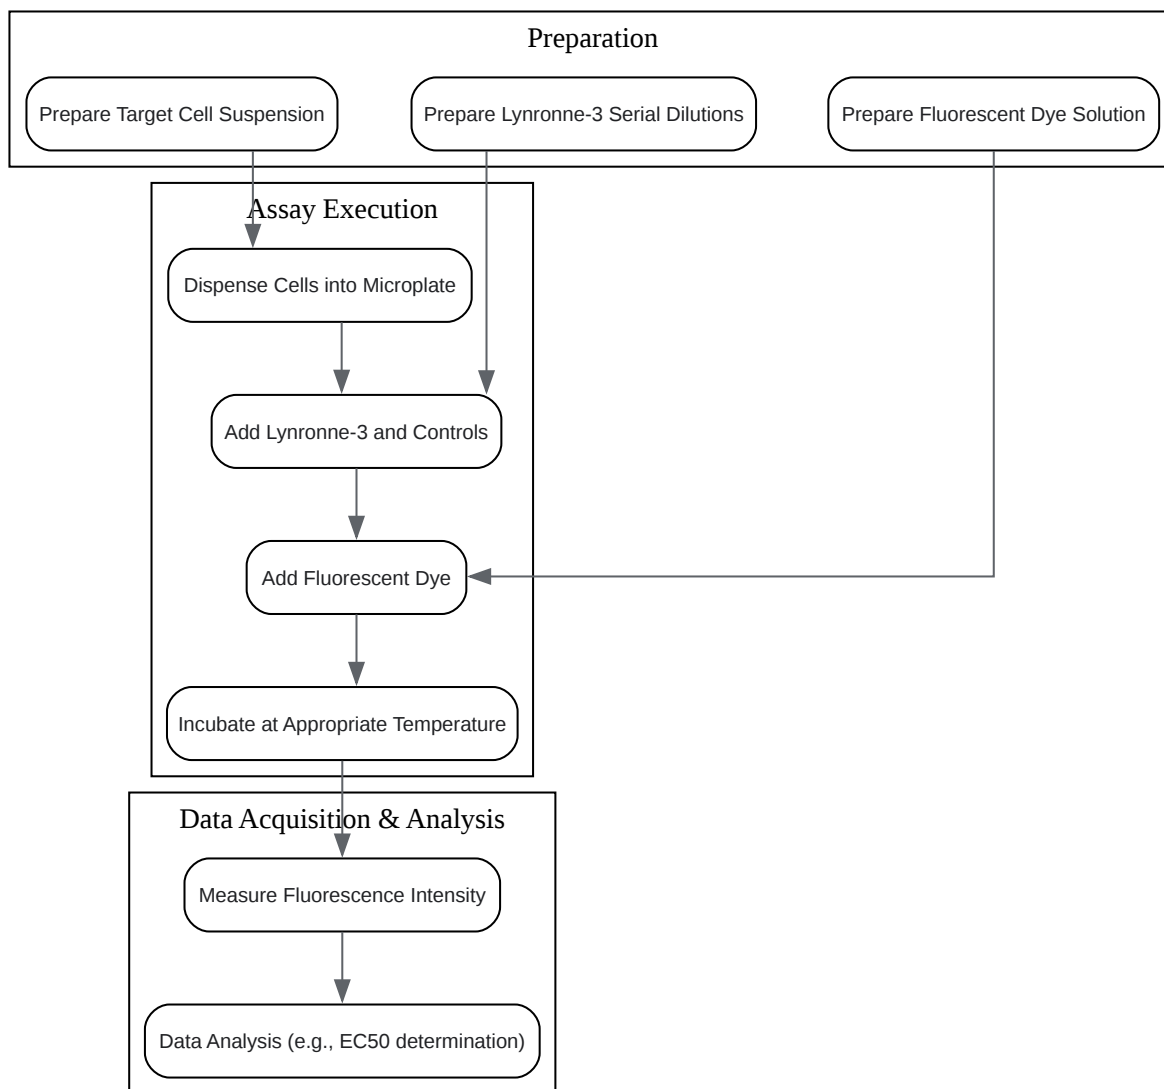 Preparation
Prepare Target Cell Suspension
Prepare Lynronne-3 Serial Dilutions
Prepare Fluorescent Dye Solution
Assay Execution
Dispense Cells into Microplate
Add Lynronne-3 and Controls
Add Fluorescent Dye
Incubate at Appropriate Temperature
Data Acquisition & Analysis
Measure Fluorescence Intensity
Data Analysis (e.g., EC50 determination)